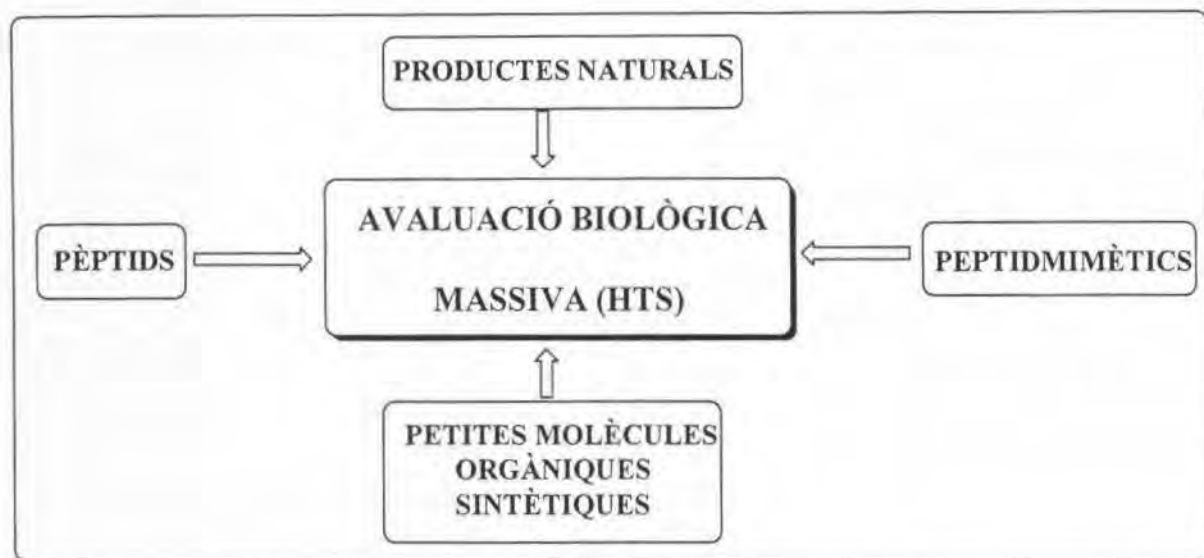 PRODUCTES NATURALS
AVALUACIÓ BIOLÒGICA
MASSIVA (HTS)
PÈPTIDS
PEPTIDMIMÈTICS
PETITES MOLÈCULES
ORGÀNIQUES
SINTÈTIQUES